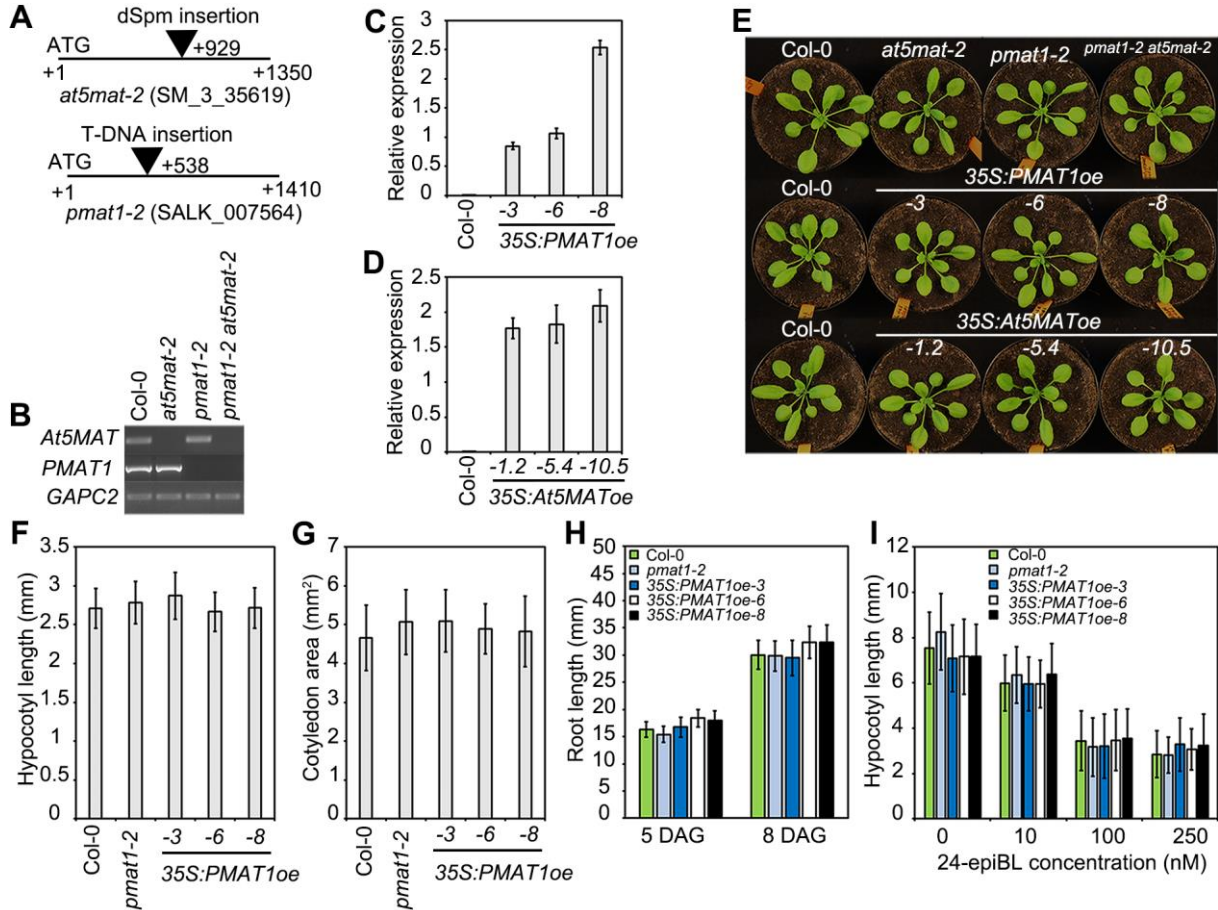 A
dSpm insertion
ATG
+929
+1
+1350
at5mat-2 (SM_3_35619)
T-DNA insertion
ATG
+538
+1
+1410
pmat1-2 (SALK_007564)
B
Col-0
at5mat-2
pmat1-2
pmat1-2 at5mat-2
At5MAT
PMAT1
GAPC2
C
Relative expression
3
2.5
2
1.5
1
0.5
0
Col-0
-3
-6
-8
35S:PMAT1oe
D
Relative expression
2.5
2
1.5
1
0.5
0
Col-0
-1.2
-5.4
-10.5
35S:At5MAToe
E
Col-0
at5mat-2
pmat1-2
pmat1-2 at5mat-2
35S:PMAT1oe
Col-0
-3
-6
-8
35S:At5MAToe
Col-0
-1.2
-5.4
-10.5
F
Hypocotyl length (mm)
3.5
3
2.5
2
1.5
1
0.5
0
Col-0
pmat1-2
-3
-6
-8
35S:PMAT1oe
G
Cotyledon area (mm²)
7
6
5
4
3
2
1
0
Col-0
pmat1-2
-3
-6
-8
35S:PMAT1oe
H
Root length (mm)
50
45
40
35
30
25
20
15
10
5
0
Col-0
pmat1-2
35S:PMAT1oe-3
35S:PMAT1oe-6
35S:PMAT1oe-8
5 DAG
8 DAG
I
Hypocotyl length (mm)
12
10
8
6
4
2
0
Col-0
pmat1-2
35S:PMAT1oe-3
35S:PMAT1oe-6
35S:PMAT1oe-8
0
10
100
250
24-epiBL concentration (nM)